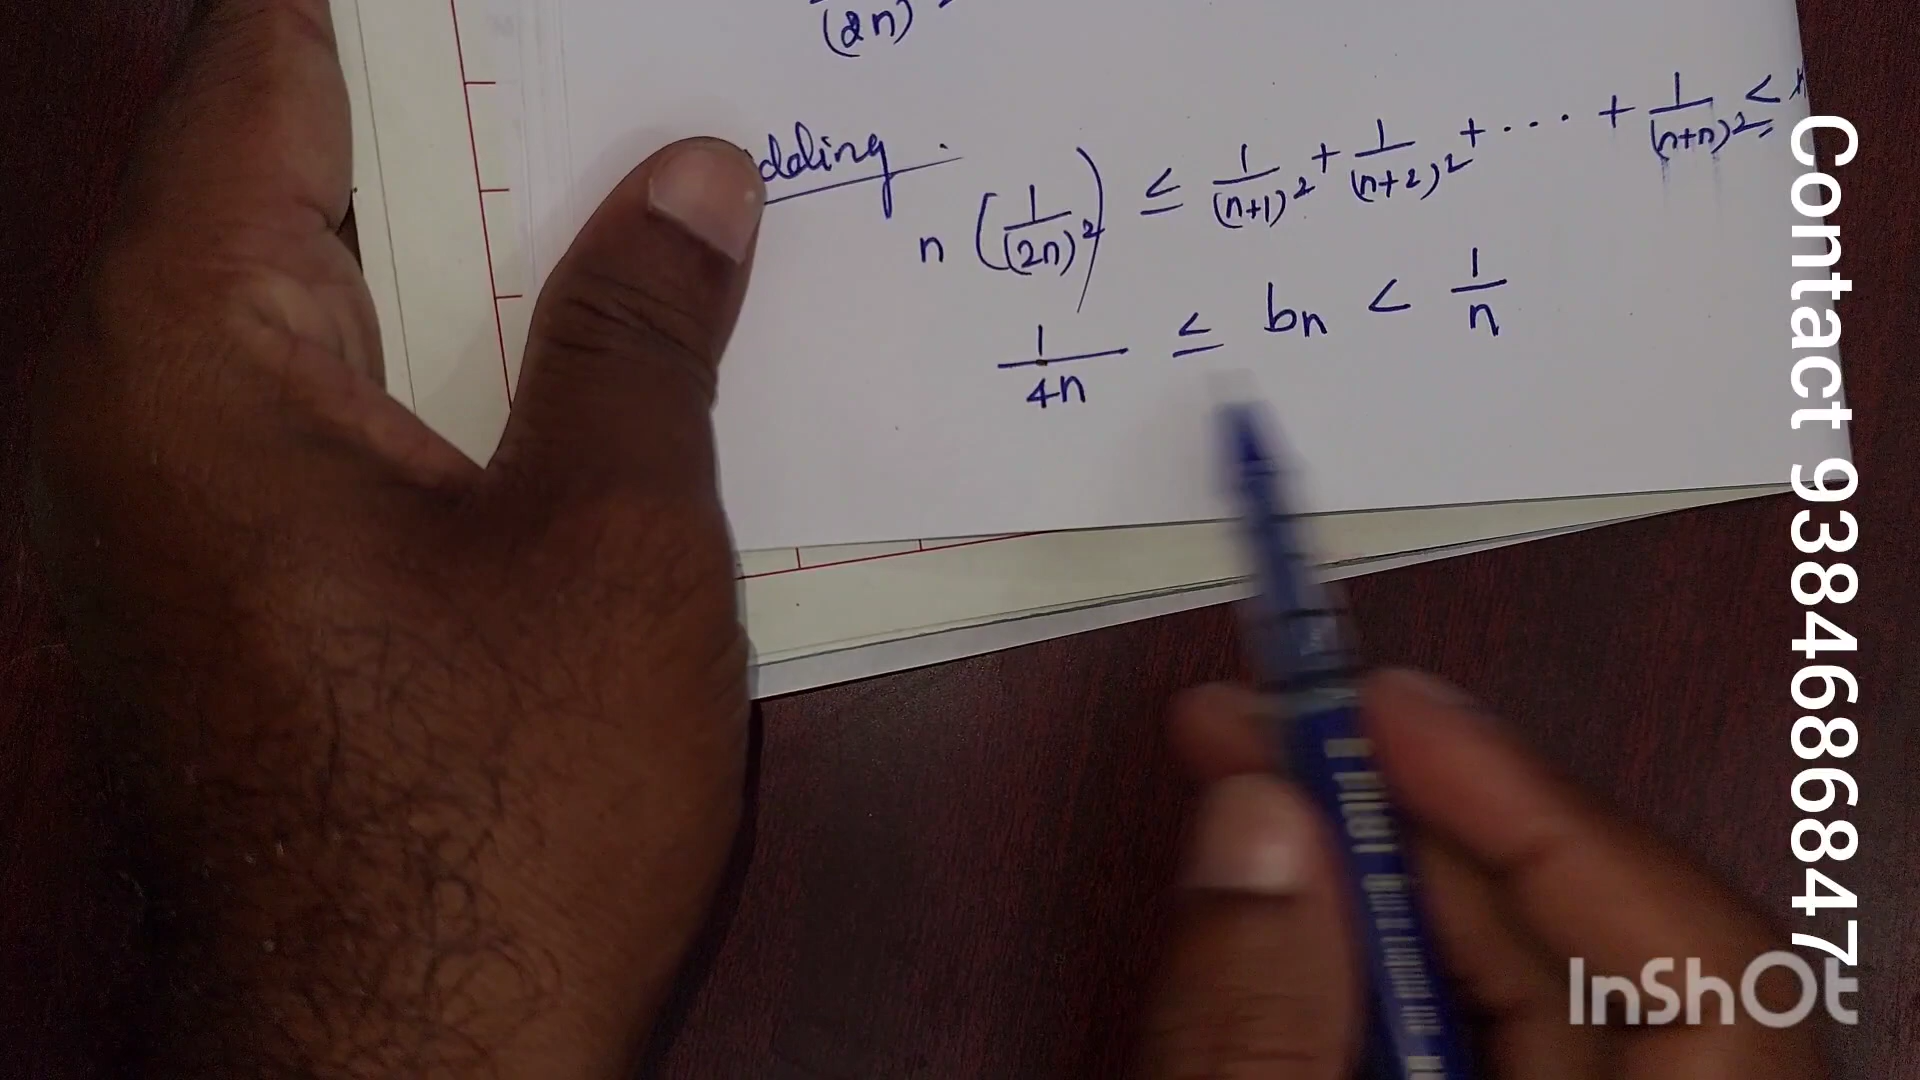 (2n)
dding.
n (1/(2n)²) ≤ 1/(n+1)² + 1/(n+2)² + ... + 1/(n+n)² ≤
1/4n ≤ bn < 1/n
Contact 9384686847
InShOt